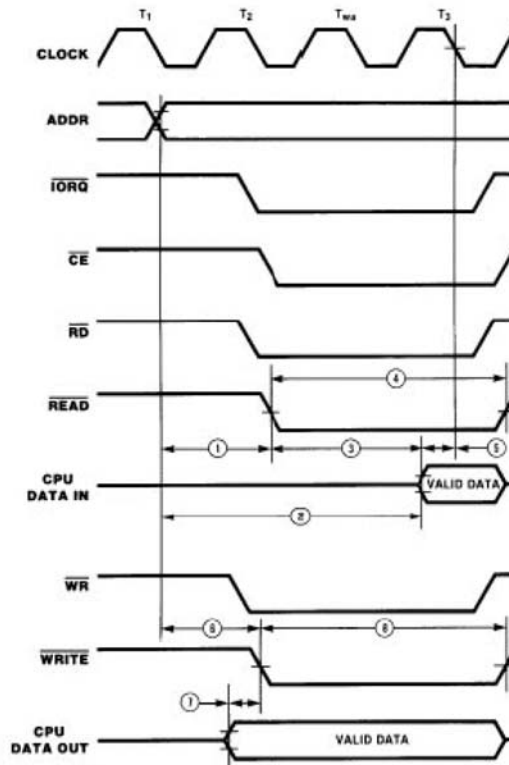 T1 T2 Twa T3
CLOCK
ADDR
IORQ
CE
RD
4
READ
1 3 5
CPU
DATA IN
VALID DATA
2
WR
6 8
WRITE
7
CPU
DATA OUT
VALID DATA